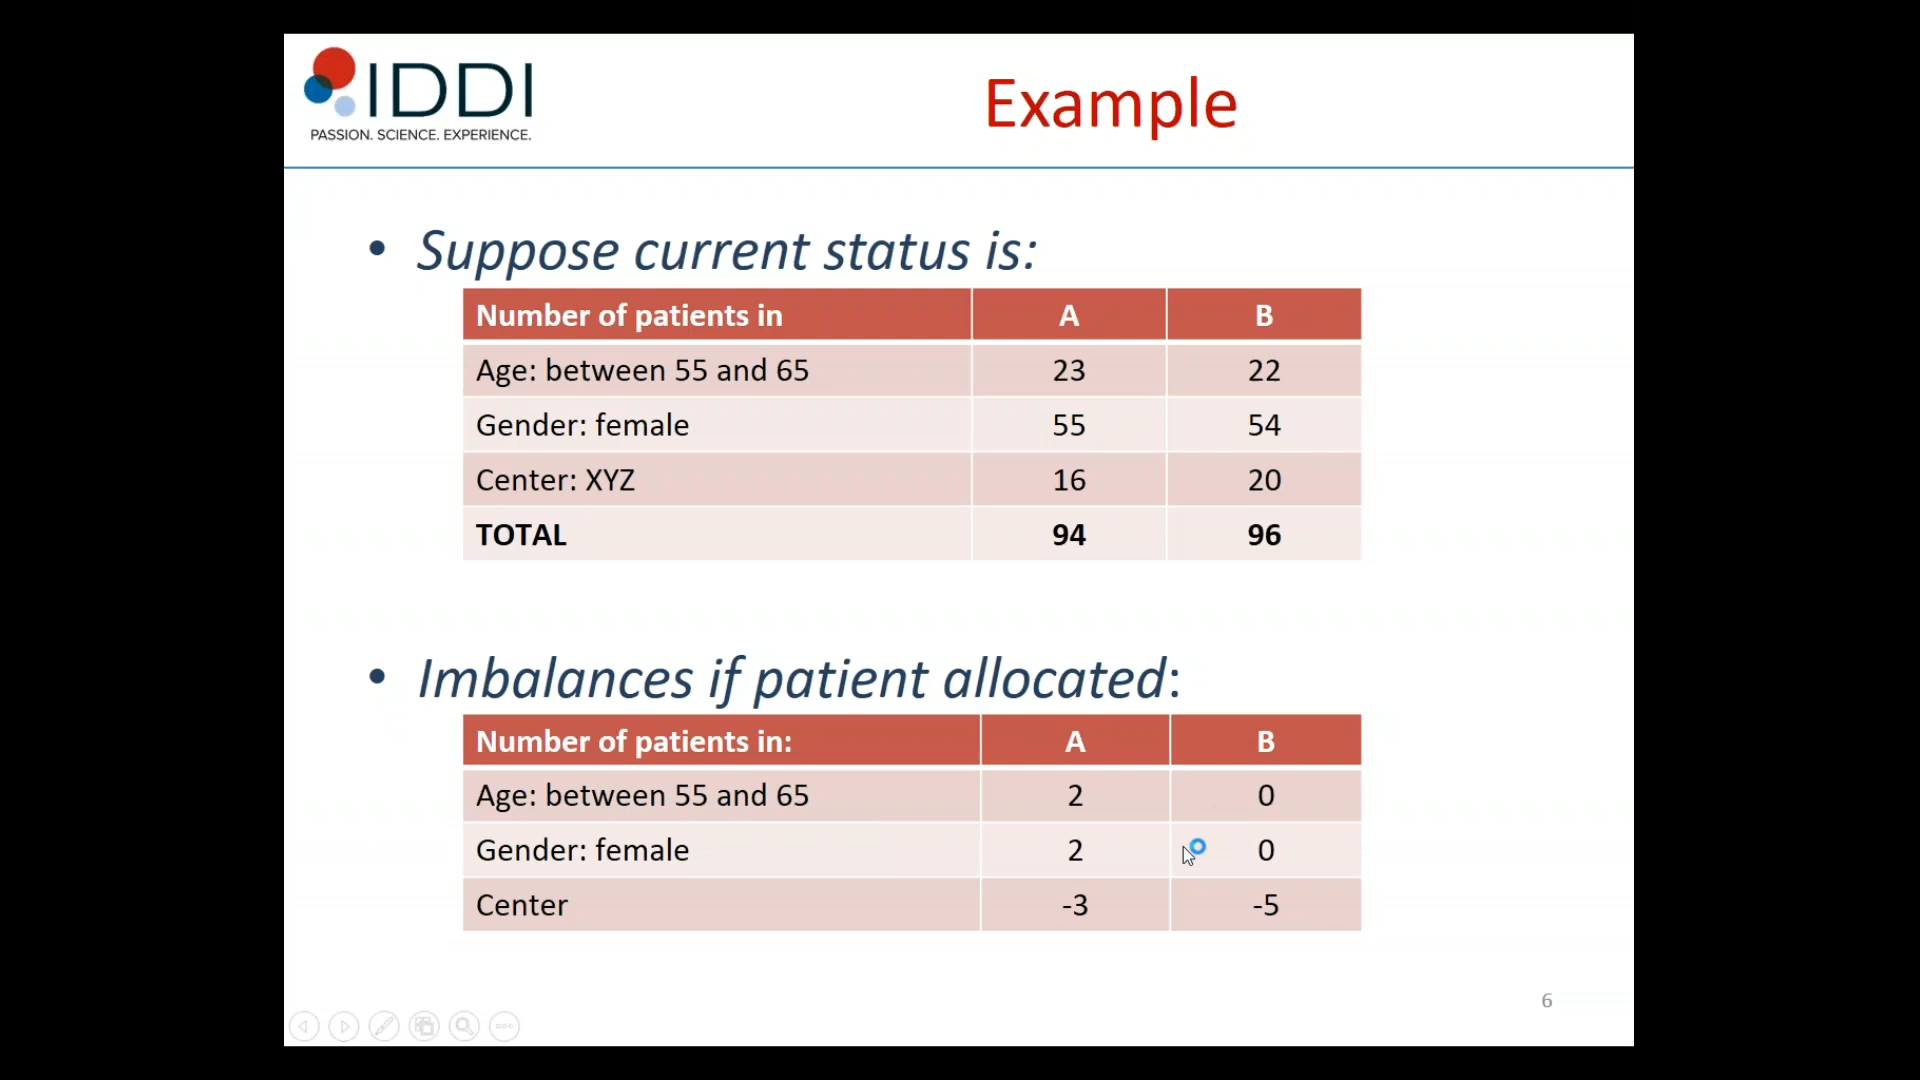 IDDI
PASSION. SCIENCE. EXPERIENCE.
Example
• Suppose current status is:
Number of patients in A B
Age: between 55 and 65 23 22
Gender: female 55 54
Center: XYZ 16 20
TOTAL 94 96
• Imbalances if patient allocated:
Number of patients in: A B
Age: between 55 and 65 2 0
Gender: female 2 0
Center -3 -5
6